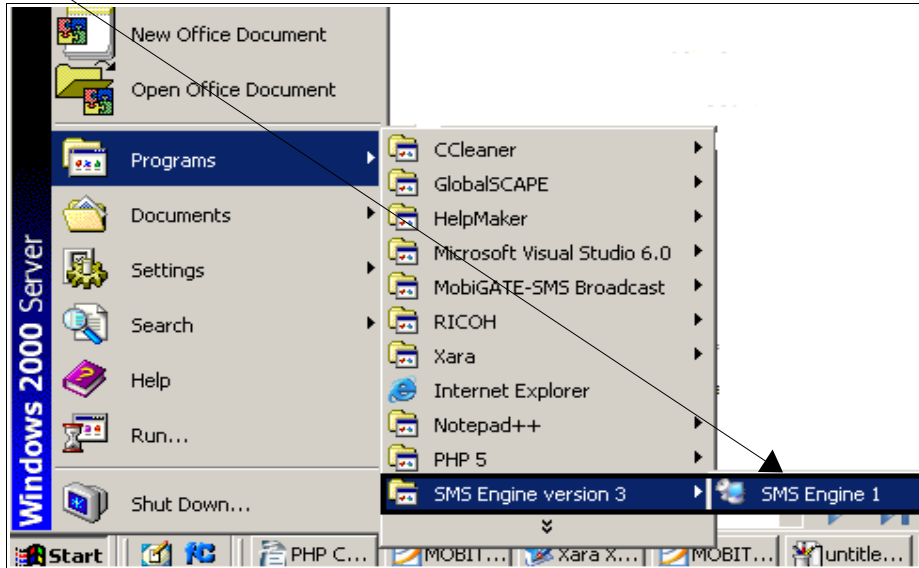 New Office Document
Open Office Document
Programs
Documents
Settings
Search
Help
Run...
Shut Down...
Windows 2000 Server
CCleaner
GlobalSCAPE
HelpMaker
Microsoft Visual Studio 6.0
MobiGATE-SMS Broadcast
RICOH
Xara
Internet Explorer
Notepad++
PHP 5
SMS Engine version 3
SMS Engine 1
Start
PHP C...
MOBIT...
Xara X...
MOBIT...
untitle...